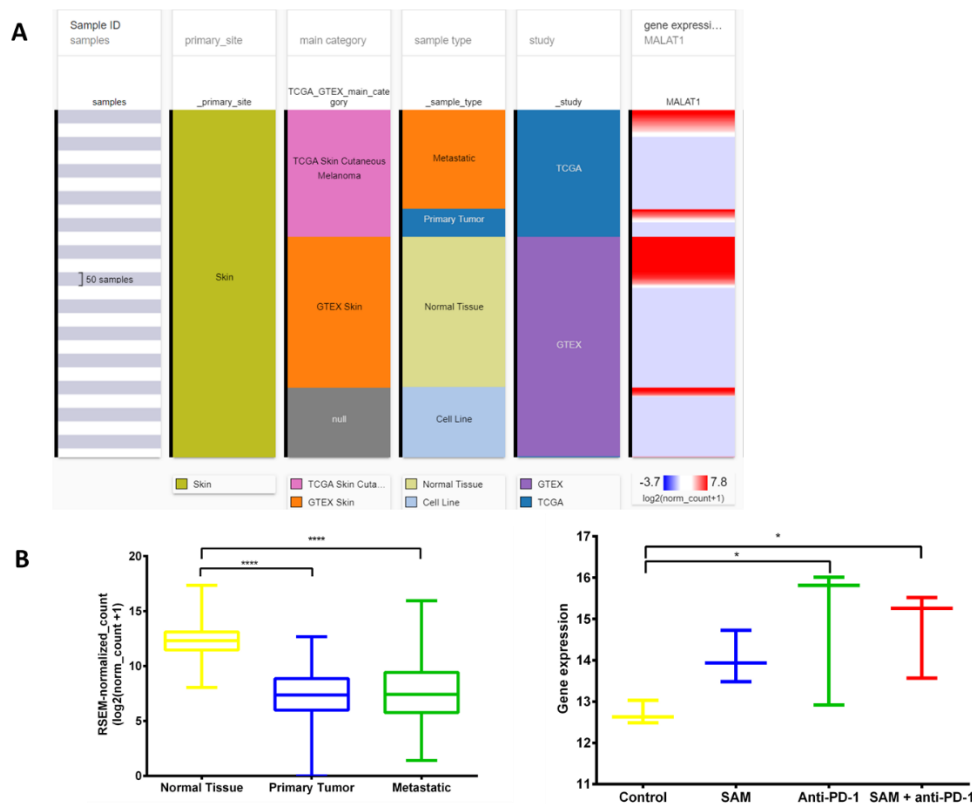 A
Sample ID
samples
primary_site
main category
sample type
study
gene expressi...
MALAT1
samples
_primary_site
TCGA_GTEX_main_cate
gory
_sample_type
_study
MALAT1
TCGA Skin Cutaneous
Melanoma
Metastatic
TCGA
Primary Tumor
50 samples
Skin
GTEX Skin
Normal Tissue
GTEX
null
Cell Line
Skin
TCGA Skin Cuta...
GTEX Skin
Normal Tissue
Cell Line
GTEX
TCGA
-3.7 7.8
log2(norm_count+1)
B
RSEM-normalized_count
(log2(norm_count +1)
20
15
10
5
0
****
****
Normal Tissue Primary Tumor Metastatic
Gene expression
17
16
15
14
13
12
11
*
*
Control SAM Anti-PD-1 SAM + anti-PD-1